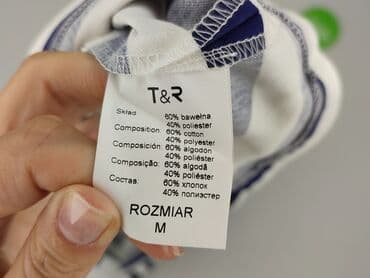 T&R
Skład: 60% bawełna
40% poliester
Composition: 60% cotton
40% polyester
Composición: 60% algodón
40% poliéster
Composição: 60% algodã
40% poliéster
Состав: 60% хлопок
40% полиэстер
ROZMIAR
M